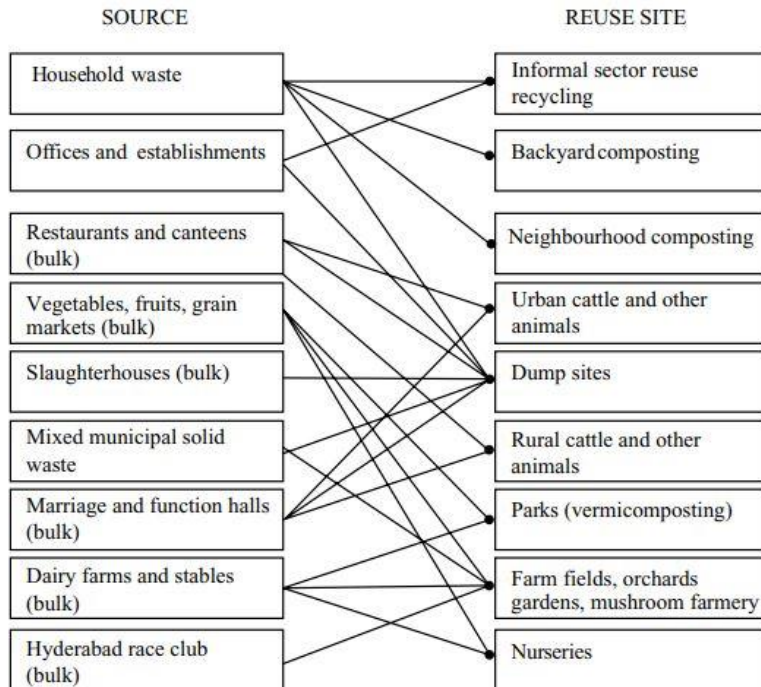 SOURCE
REUSE SITE
Household waste
Informal sector reuse
recycling
Offices and establishments
Backyard composting
Restaurants and canteens
(bulk)
Neighbourhood composting
Vegetables, fruits, grain
markets (bulk)
Urban cattle and other
animals
Slaughterhouses (bulk)
Dump sites
Mixed municipal solid
waste
Rural cattle and other
animals
Marriage and function halls
(bulk)
Parks (vermicomposting)
Dairy farms and stables
(bulk)
Farm fields, orchards
gardens, mushroom farmery
Hyderabad race club
(bulk)
Nurseries